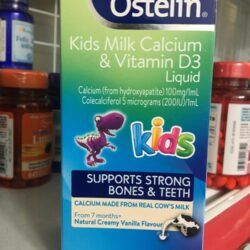 Ostelin®
Kids Milk Calcium
& Vitamin D3
Liquid
Calcium (from hydroxyapatite) 100mg/1mL
Colecalciferol 5 micrograms (200IU)/1mL
kids
SUPPORTS STRONG
BONES & TEETH
CALCIUM MADE FROM REAL COW'S MILK
From 7 months+
Natural Creamy Vanilla Flavour